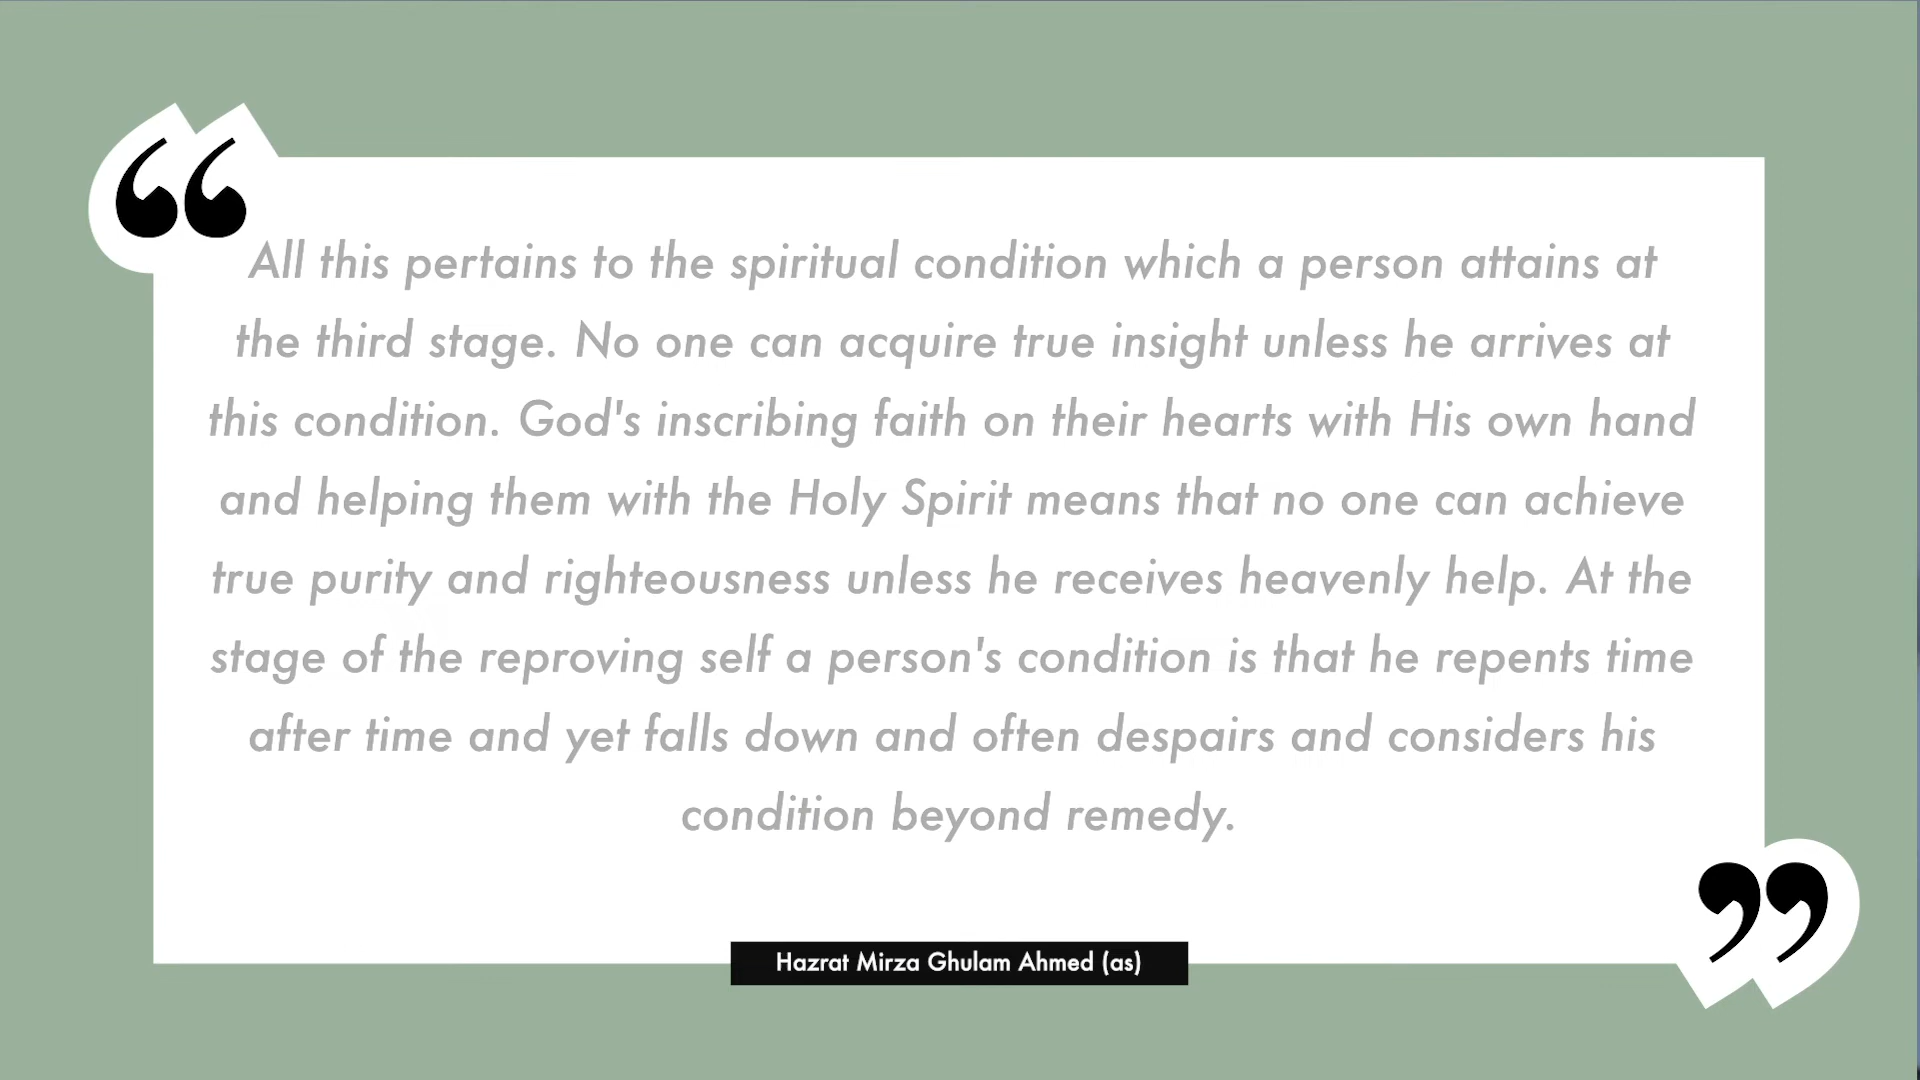 “
All this pertains to the spiritual condition which a person attains at
the third stage. No one can acquire true insight unless he arrives at
this condition. God's inscribing faith on their hearts with His own hand
and helping them with the Holy Spirit means that no one can achieve
true purity and righteousness unless he receives heavenly help. At the
stage of the reproving self a person's condition is that he repents time
after time and yet falls down and often despairs and considers his
condition beyond remedy.
”
Hazrat Mirza Ghulam Ahmed (as)